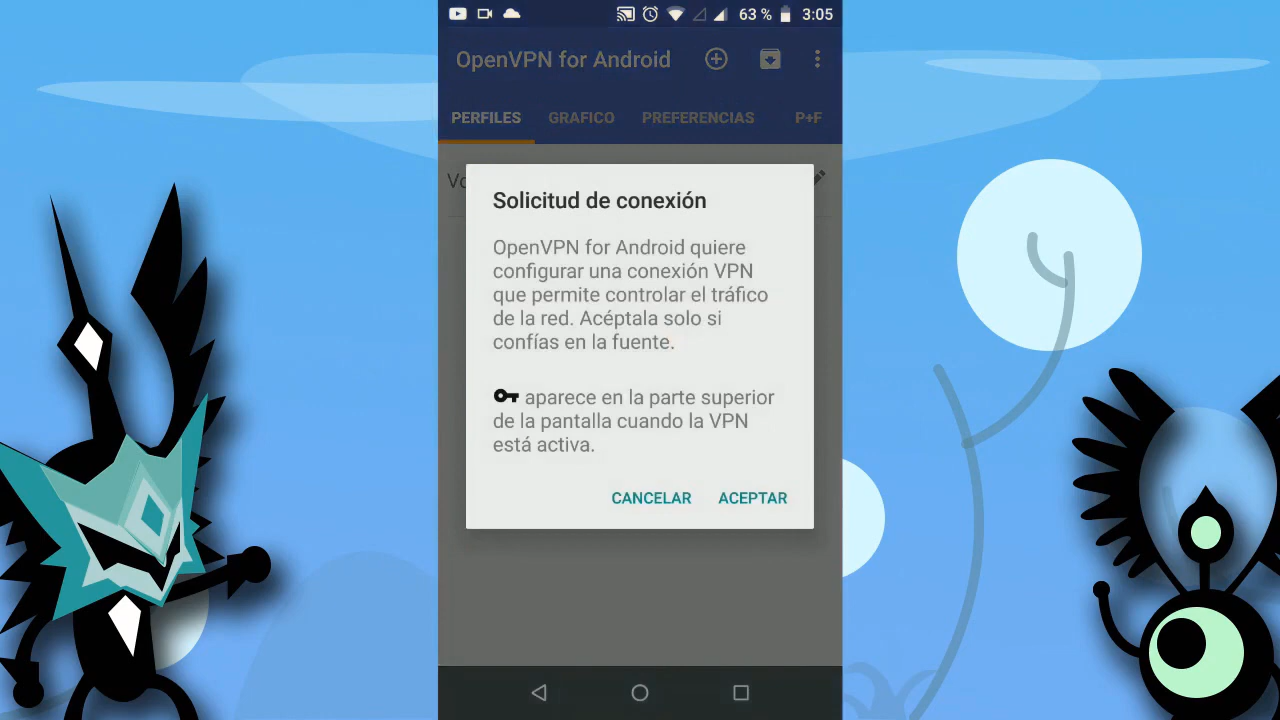 63 % 3:05
OpenVPN for Android
PERFILES GRAFICO PREFERENCIAS P+F
Solicitud de conexión
OpenVPN for Android quiere
configurar una conexión VPN
que permite controlar el tráfico
de la red. Acéptala solo si
confías en la fuente.
aparece en la parte superior
de la pantalla cuando la VPN
está activa.
CANCELAR ACEPTAR